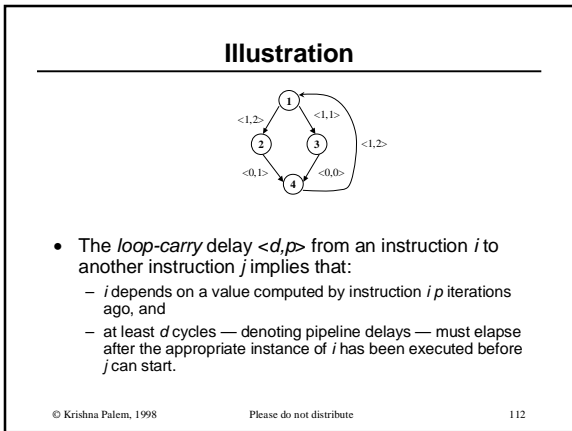 Illustration
1
<1,2>
<1,1>
2
3
<1,2>
<0,1>
<0,0>
4
• The loop-carry delay <d,p> from an instruction i to
another instruction j implies that:
– i depends on a value computed by instruction i p iterations
ago, and
– at least d cycles — denoting pipeline delays — must elapse
after the appropriate instance of i has been executed before
j can start.
© Krishna Palem, 1998 Please do not distribute 112